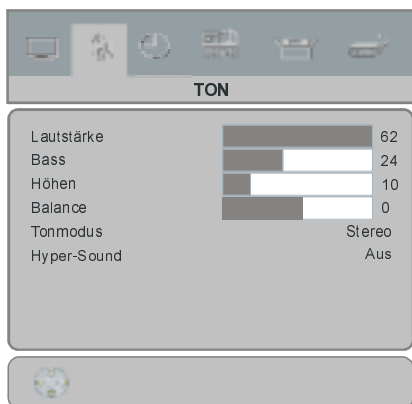 TON
Lautstärke 62
Bass 24
Höhen 10
Balance 0
Tonmodus Stereo
Hyper-Sound Aus